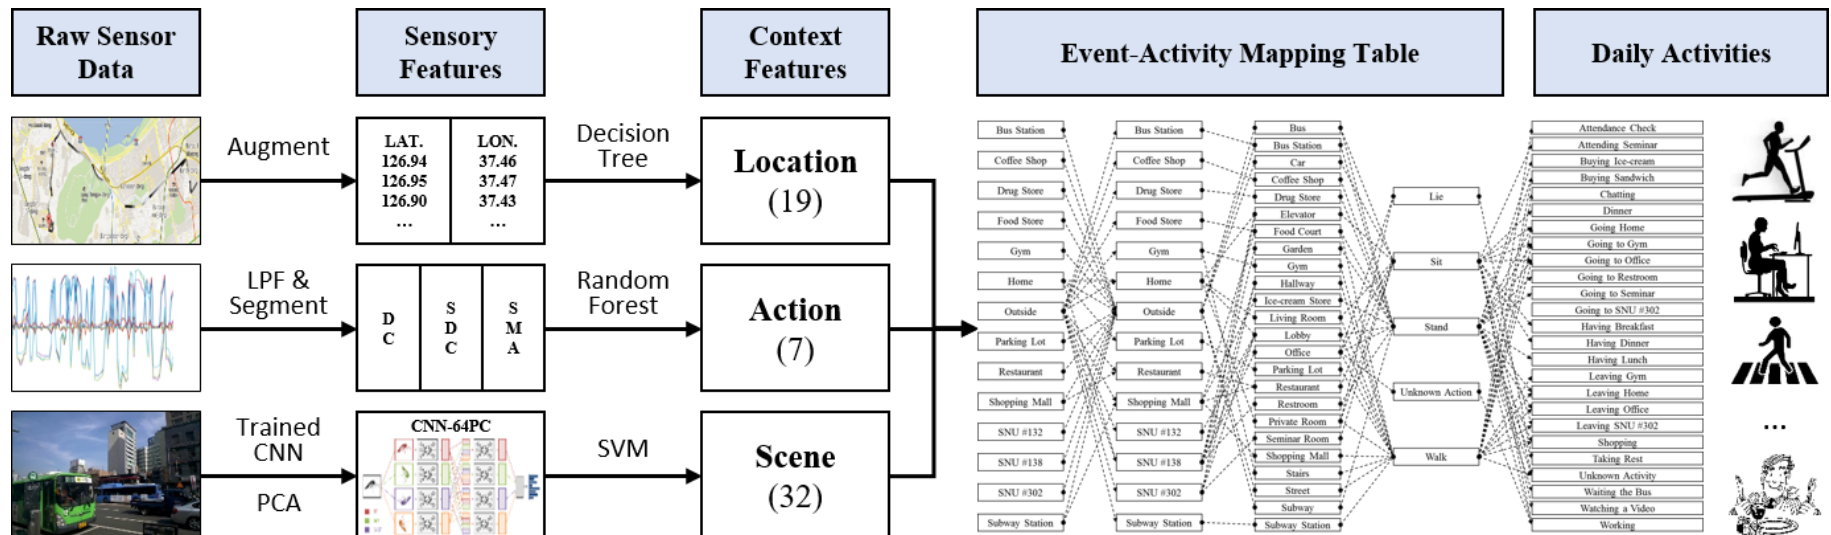 Raw Sensor
Data
Sensory
Features
Context
Features
Event-Activity Mapping Table
Daily Activities
Augment
LAT.
126.94
126.95
126.90
...
LON.
37.46
37.47
37.43
...
Decision
Tree
Location
(19)
LPF &
Segment
D
C
S
D
C
S
M
A
Random
Forest
Action
(7)
Trained
CNN
PCA
CNN-64PC
SVM
Scene
(32)
Bus Station
Coffee Shop
Drug Store
Food Store
Gym
Home
Outside
Parking Lot
Restaurant
Shopping Mall
SNU #132
SNU #138
SNU #302
Subway Station
Bus Station
Coffee Shop
Drug Store
Food Store
Gym
Home
Outside
Parking Lot
Restaurant
Shopping Mall
SNU #132
SNU #138
SNU #302
Subway Station
Bus
Bus Station
Car
Coffee Shop
Drug Store
Elevator
Food Court
Garden
Gym
Hallway
Ice-cream Store
Living Room
Lobby
Office
Parking Lot
Restaurant
Restroom
Private Room
Seminar Room
Shopping Mall
Stairs
Street
Subway
Subway Station
Lie
Sit
Stand
Unknown Action
Walk
Attendance Check
Attending Seminar
Buying Ice-cream
Buying Sandwich
Chatting
Dinner
Going Home
Going to Gym
Going to Office
Going to Restroom
Going to Seminar
Going to SNU #302
Having Breakfast
Having Dinner
Having Lunch
Leaving Gym
Leaving Home
Leaving Office
Leaving SNU #302
Shopping
Taking Rest
Unknown Activity
Waiting the Bus
Watching a Video
Working
...